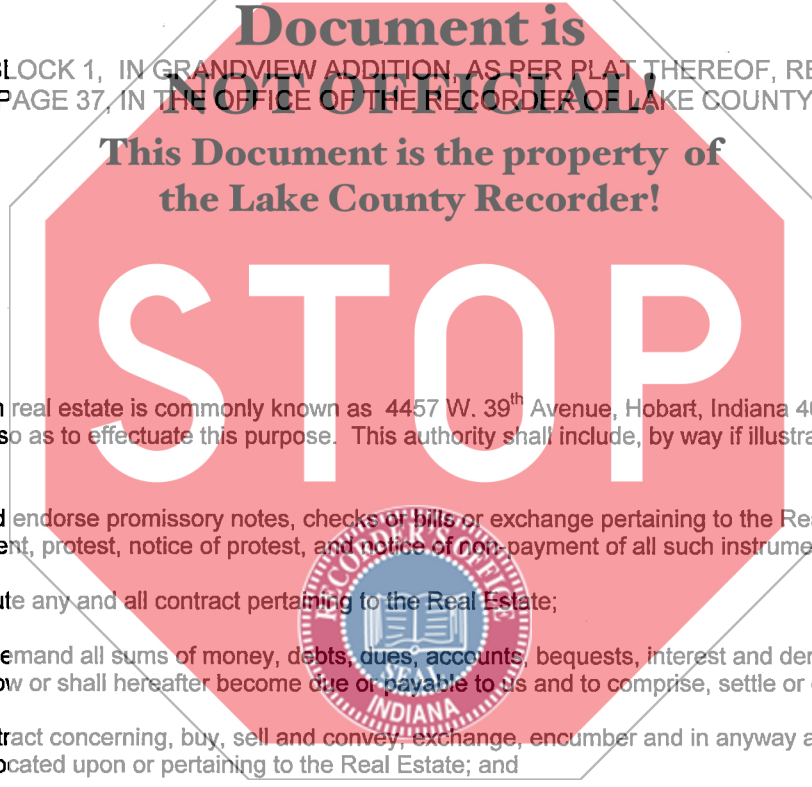 Document is
LOCK 1, IN GRANDVIEW ADDITION, AS PER PLAT THEREOF, RE
NOT OFFICIAL!
PAGE 37, IN THE OFFICE OF THE RECORDER OF LAKE COUNTY
This Document is the property of
the Lake County Recorder!
STOP
real estate is commonly known as 4457 W. 39th Avenue, Hobart, Indiana 4
so as to effectuate this purpose. This authority shall include, by way if illustra
endorse promissory notes, checks or bills or exchange pertaining to the Re
ent, protest, notice of protest, and notice of non-payment of all such instrume
RECORDER'S OFFICE
ute any and all contract pertaining to the Real Estate;
emand all sums of money, debts, dues, accounts, bequests, interest and de
SEAL
ow or shall hereafter become due or payable to us and to comprise, settle or
INDIANA
tract concerning, buy, sell and convey, exchange, encumber and in anyway a
ocated upon or pertaining to the Real Estate; and